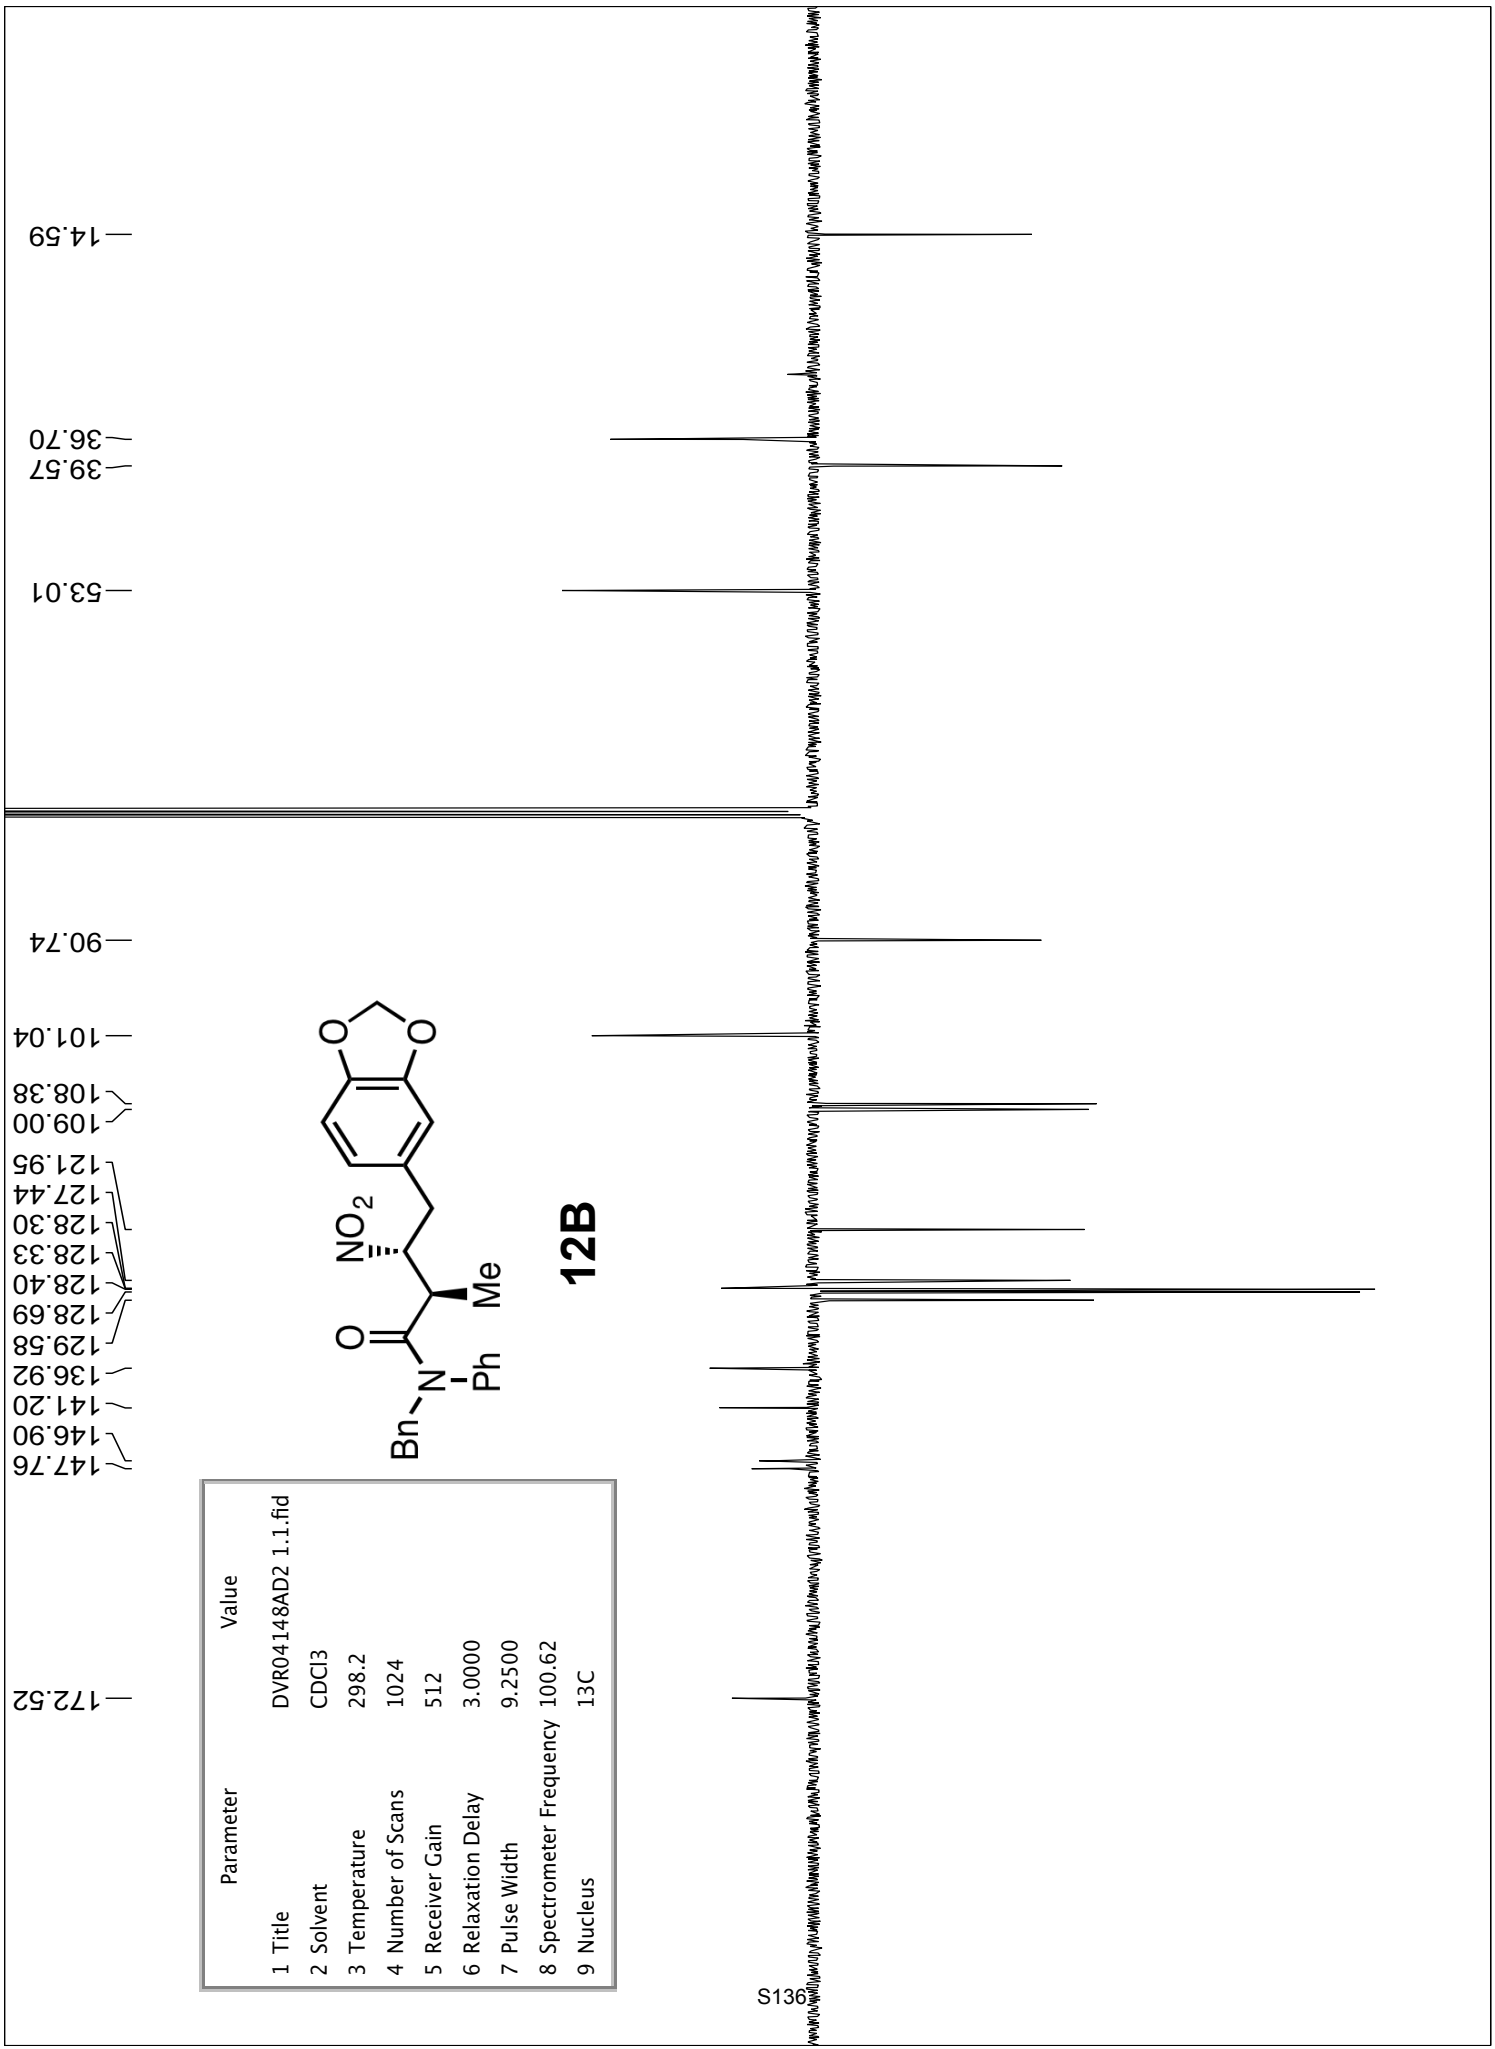 172.52
147.76
146.90
141.20
136.92
129.58
128.69
128.40
128.33
128.30
127.44
121.95
109.00
108.38
101.04
90.74
53.01
39.57
36.70
14.59
Parameter Value
1 Title DVR04148AD2 1.1.fid
2 Solvent CDCl3
3 Temperature 298.2
4 Number of Scans 1024
5 Receiver Gain 512
6 Relaxation Delay 3.0000
7 Pulse Width 9.2500
8 Spectrometer Frequency 100.62
9 Nucleus 13C
O
O
NO2
O
Bn
N
Ph
Me
12B
S136